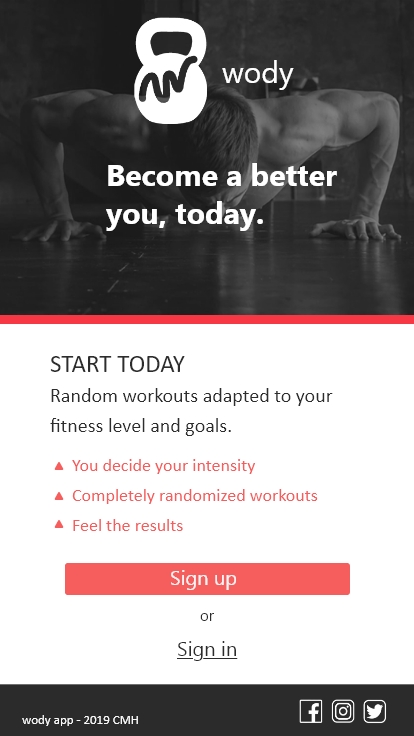 wody
Become a better
you, today.
START TODAY
Random workouts adapted to your
fitness level and goals.
You decide your intensity
Completely randomized workouts
Feel the results
Sign up
or
Sign in
wody app - 2019 CMH